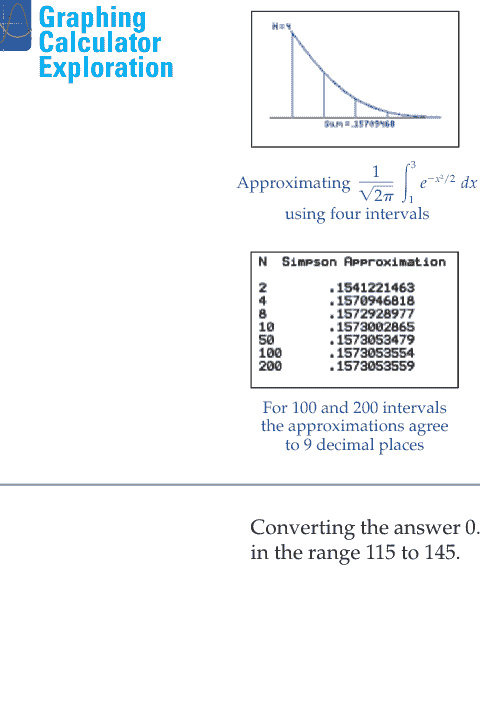 Graphing
Calculator
Exploration
N=4
Sum=.15709468
Approximating 1/√2π ∫₁³ e^(−x²/2) dx
using four intervals
N Simpson Approximation
2 .1541221463
4 .1570946818
8 .1572928977
10 .1573002865
50 .1573053479
100 .1573053554
200 .1573053559
For 100 and 200 intervals
the approximations agree
to 9 decimal places
Converting the answer 0.
in the range 115 to 145.